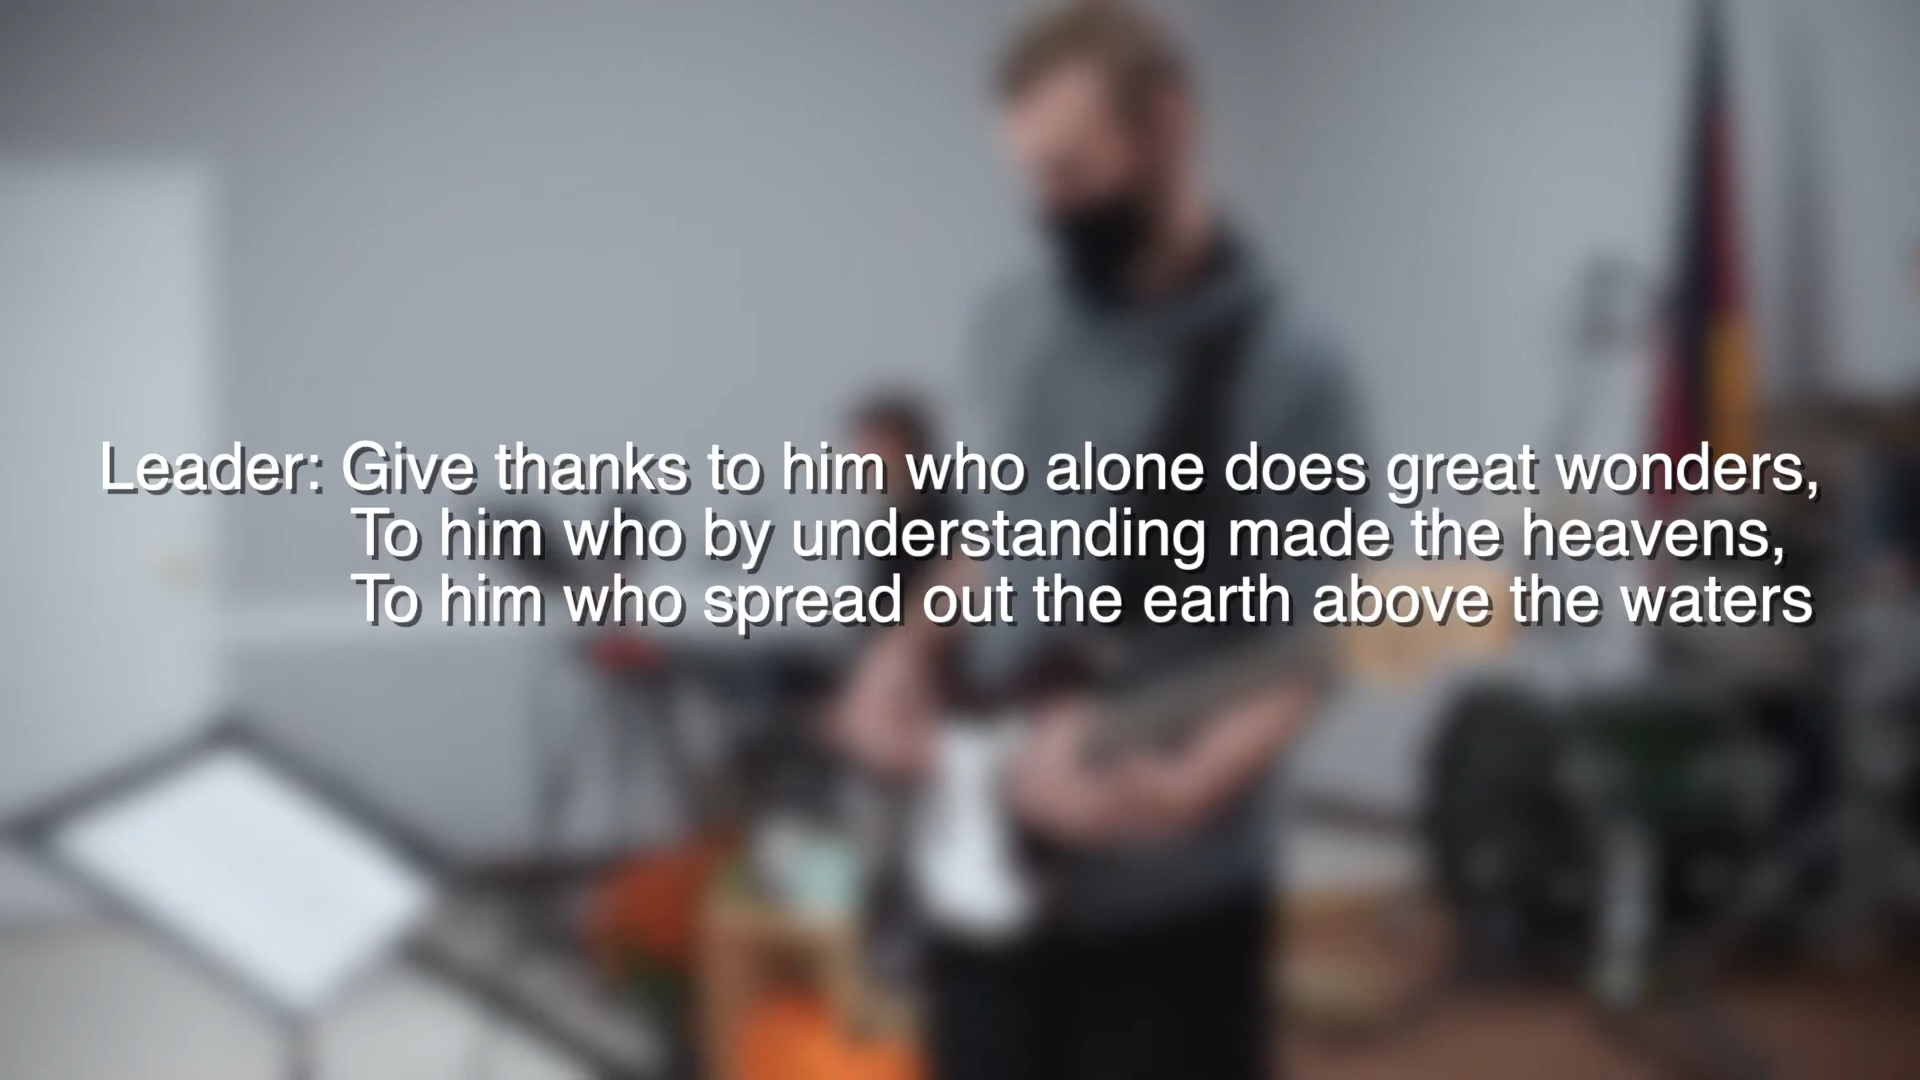 Leader: Give thanks to him who alone does great wonders,
To him who by understanding made the heavens,
To him who spread out the earth above the waters